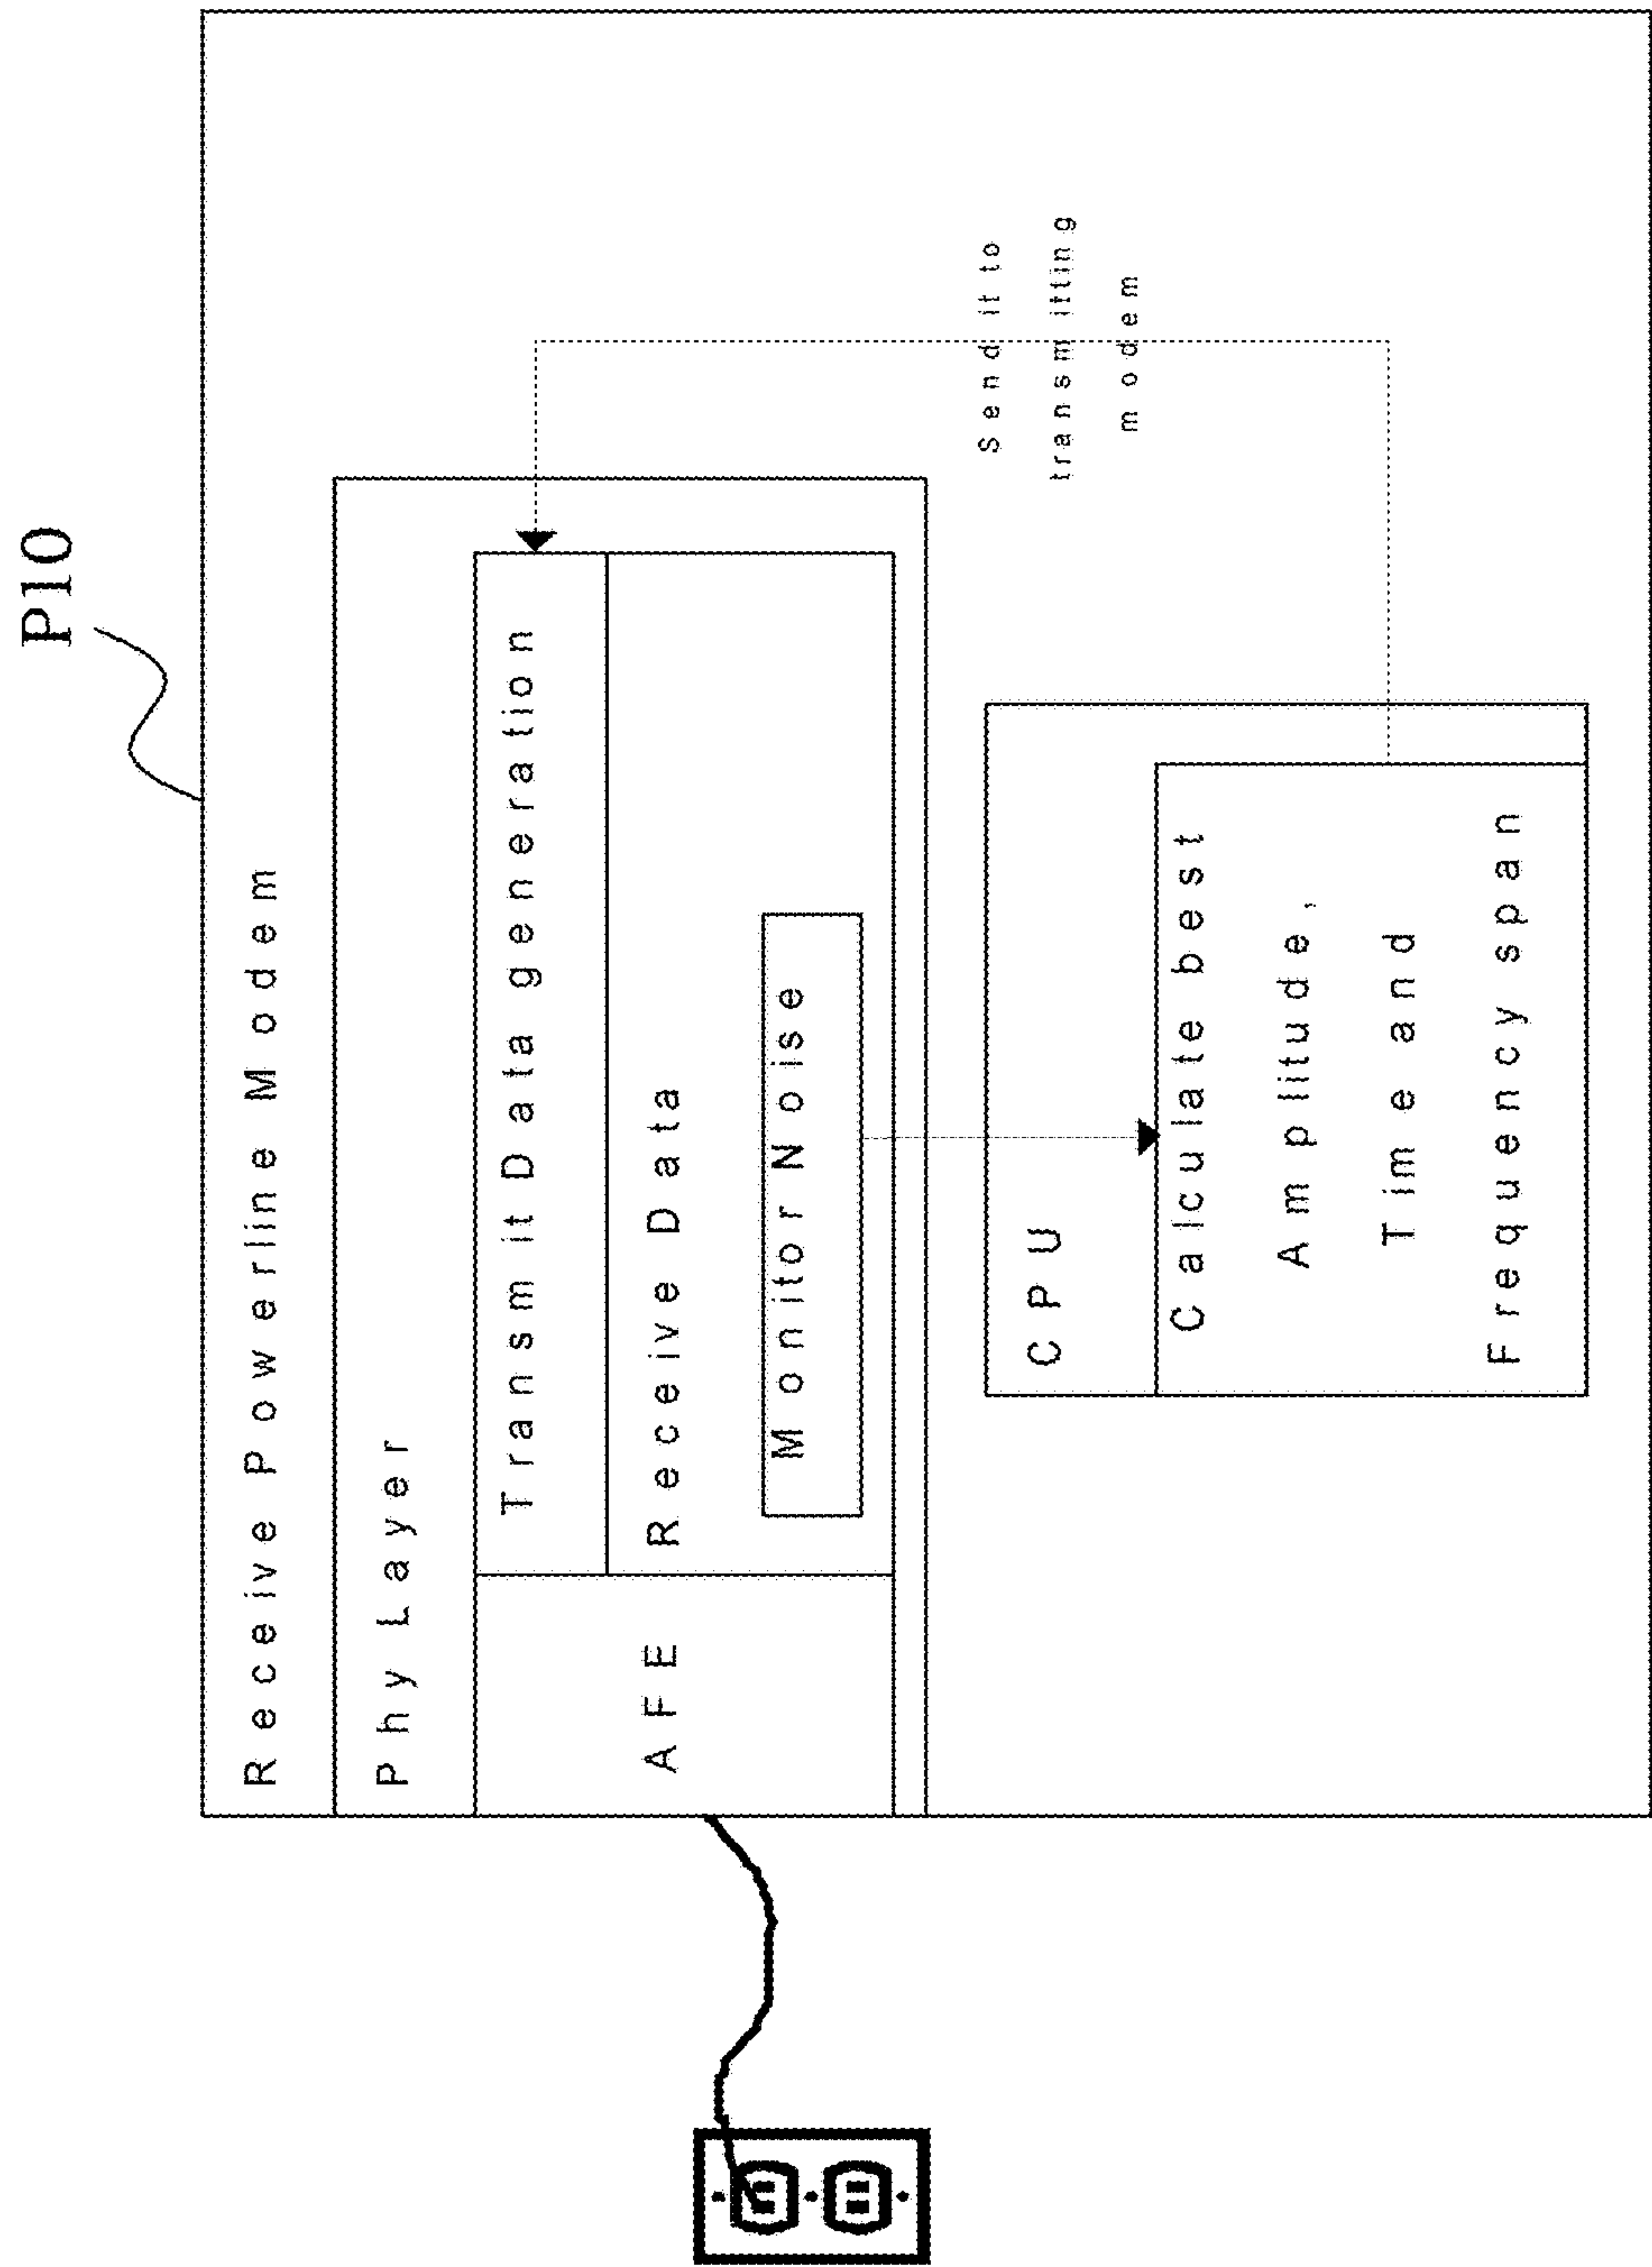 P10
Receive Powerline Modem
Phy Layer
Transmit Data generation
AFE
Receive Data
Monitor Noise
Send it to
transmitting
modem
CPU
Calculate best
Amplitude,
Time and
Frequency span